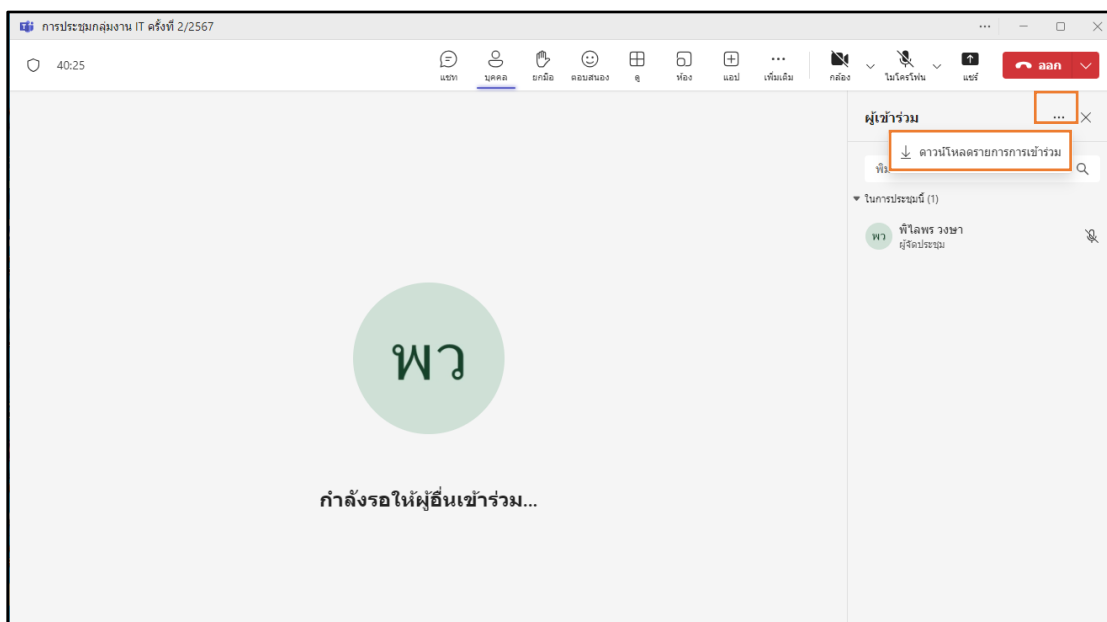 การประชุมกลุ่มงาน IT ครั้งที่ 2/2567
40:25
แชท บุคคล ยกมือ ตอบสนอง ดู ห้อง แอป เพิ่มเติม กล้อง ไมโครโฟน แชร์ ออก
ผู้เข้าร่วม
ดาวน์โหลดรายการการเข้าร่วม
ในการประชุมนี้ (1)
พว พิไลพร วงษา
ผู้จัดประชุม
พว
กำลังรอให้ผู้อื่นเข้าร่วม...